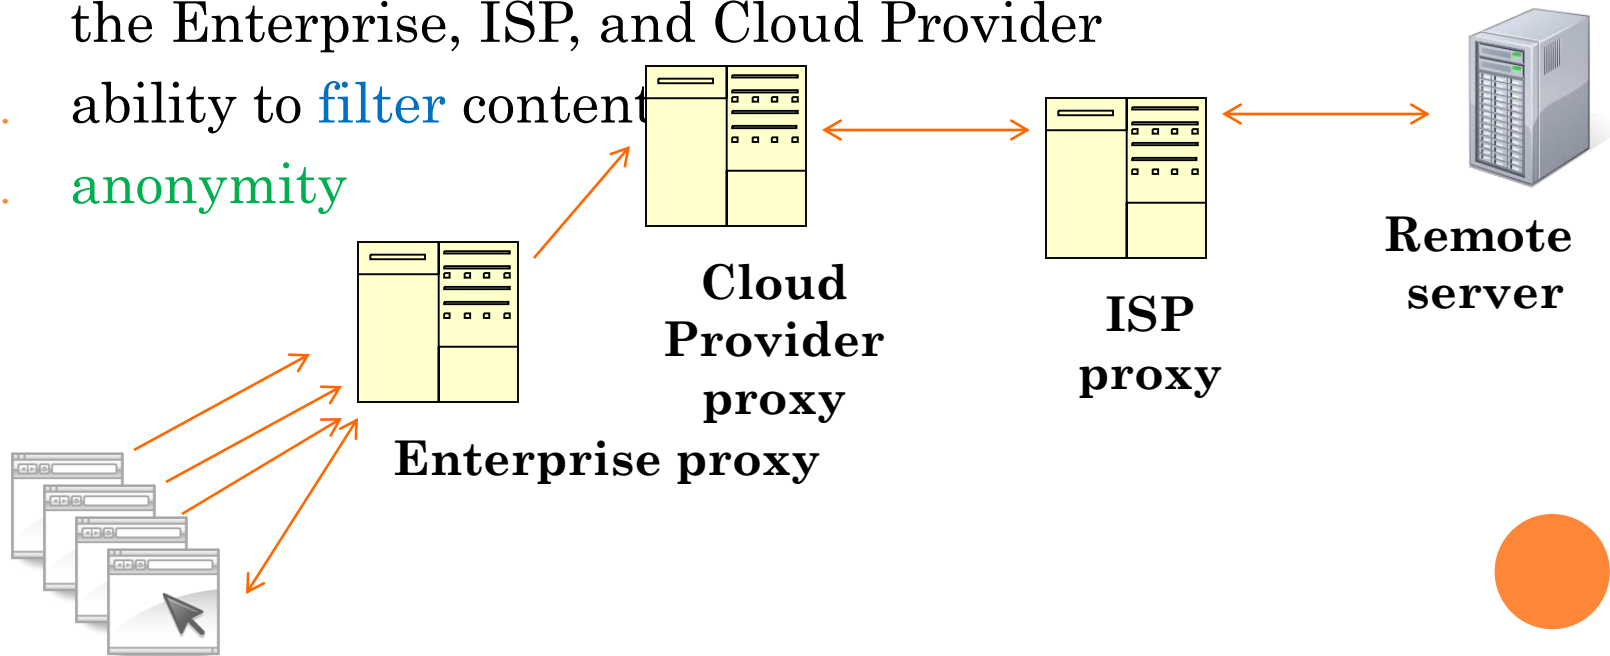 the Enterprise, ISP, and Cloud Provider
. ability to filter content
. anonymity
Cloud
Provider
proxy
ISP
proxy
Remote
server
Enterprise proxy